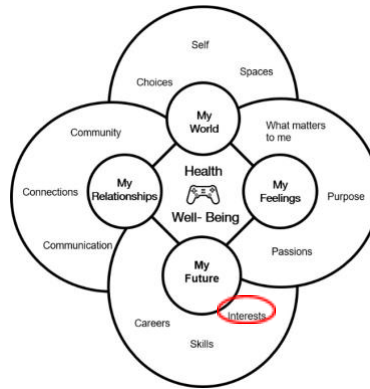 Self
Spaces
Choices
My
World
Community
What matters
to me
Health
My
Relationships
My
Feelings
Connections
Purpose
Well- Being
Communication
Passions
My
Future
Interests
Careers
Skills